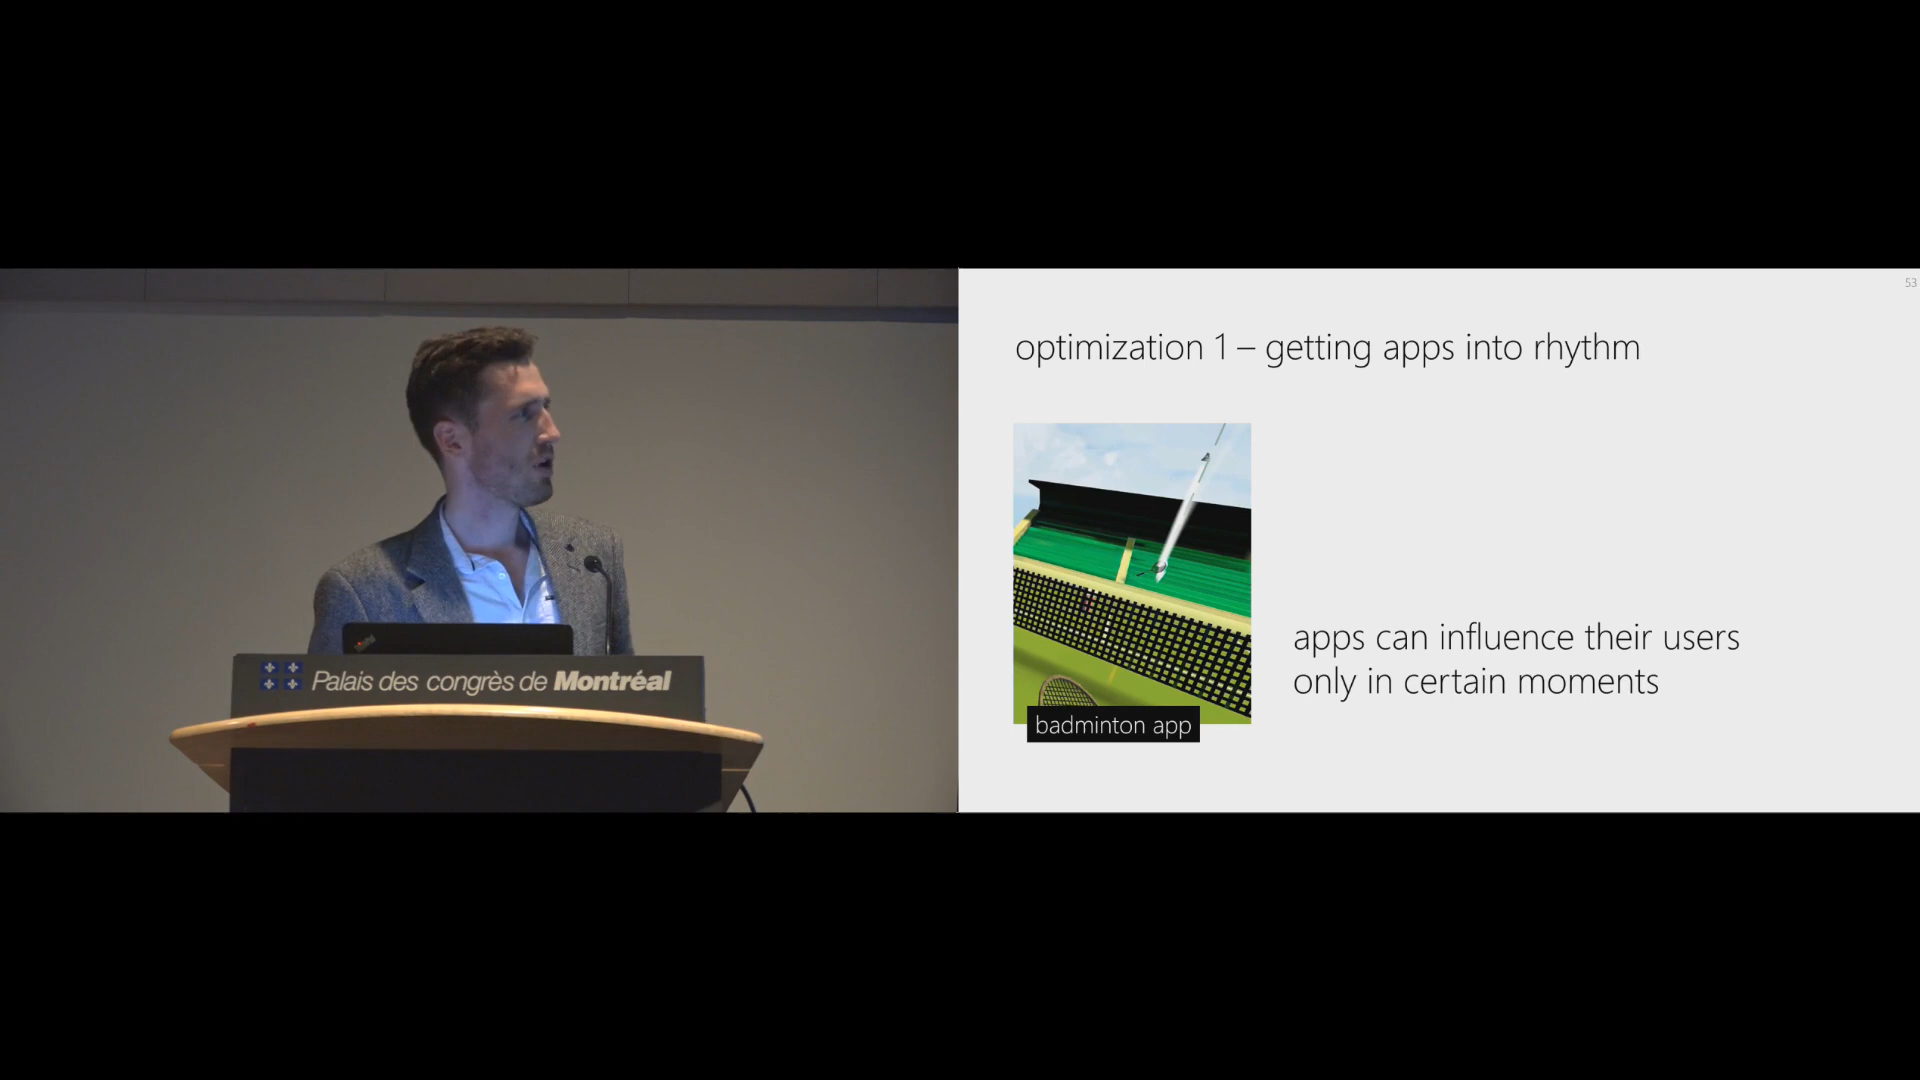 53
optimization 1 – getting apps into rhythm
apps can influence their users
only in certain moments
badminton app
Palais des congrès de Montréal